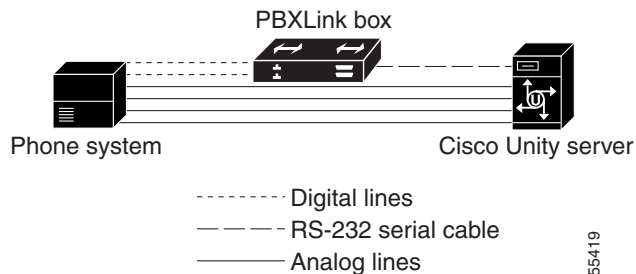 PBXLink box
U
Phone system
Cisco Unity server
Digital lines
RS-232 serial cable
Analog lines
55419